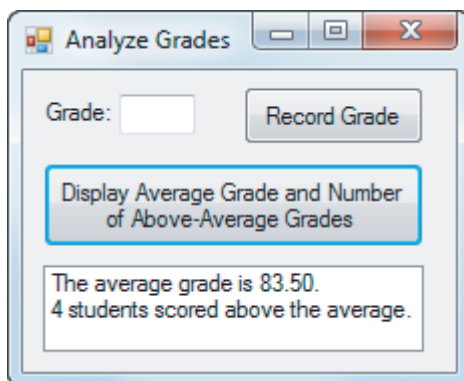 Analyze Grades
Grade:
Record Grade
Display Average Grade and Number
of Above-Average Grades
The average grade is 83.50.
4 students scored above the average.